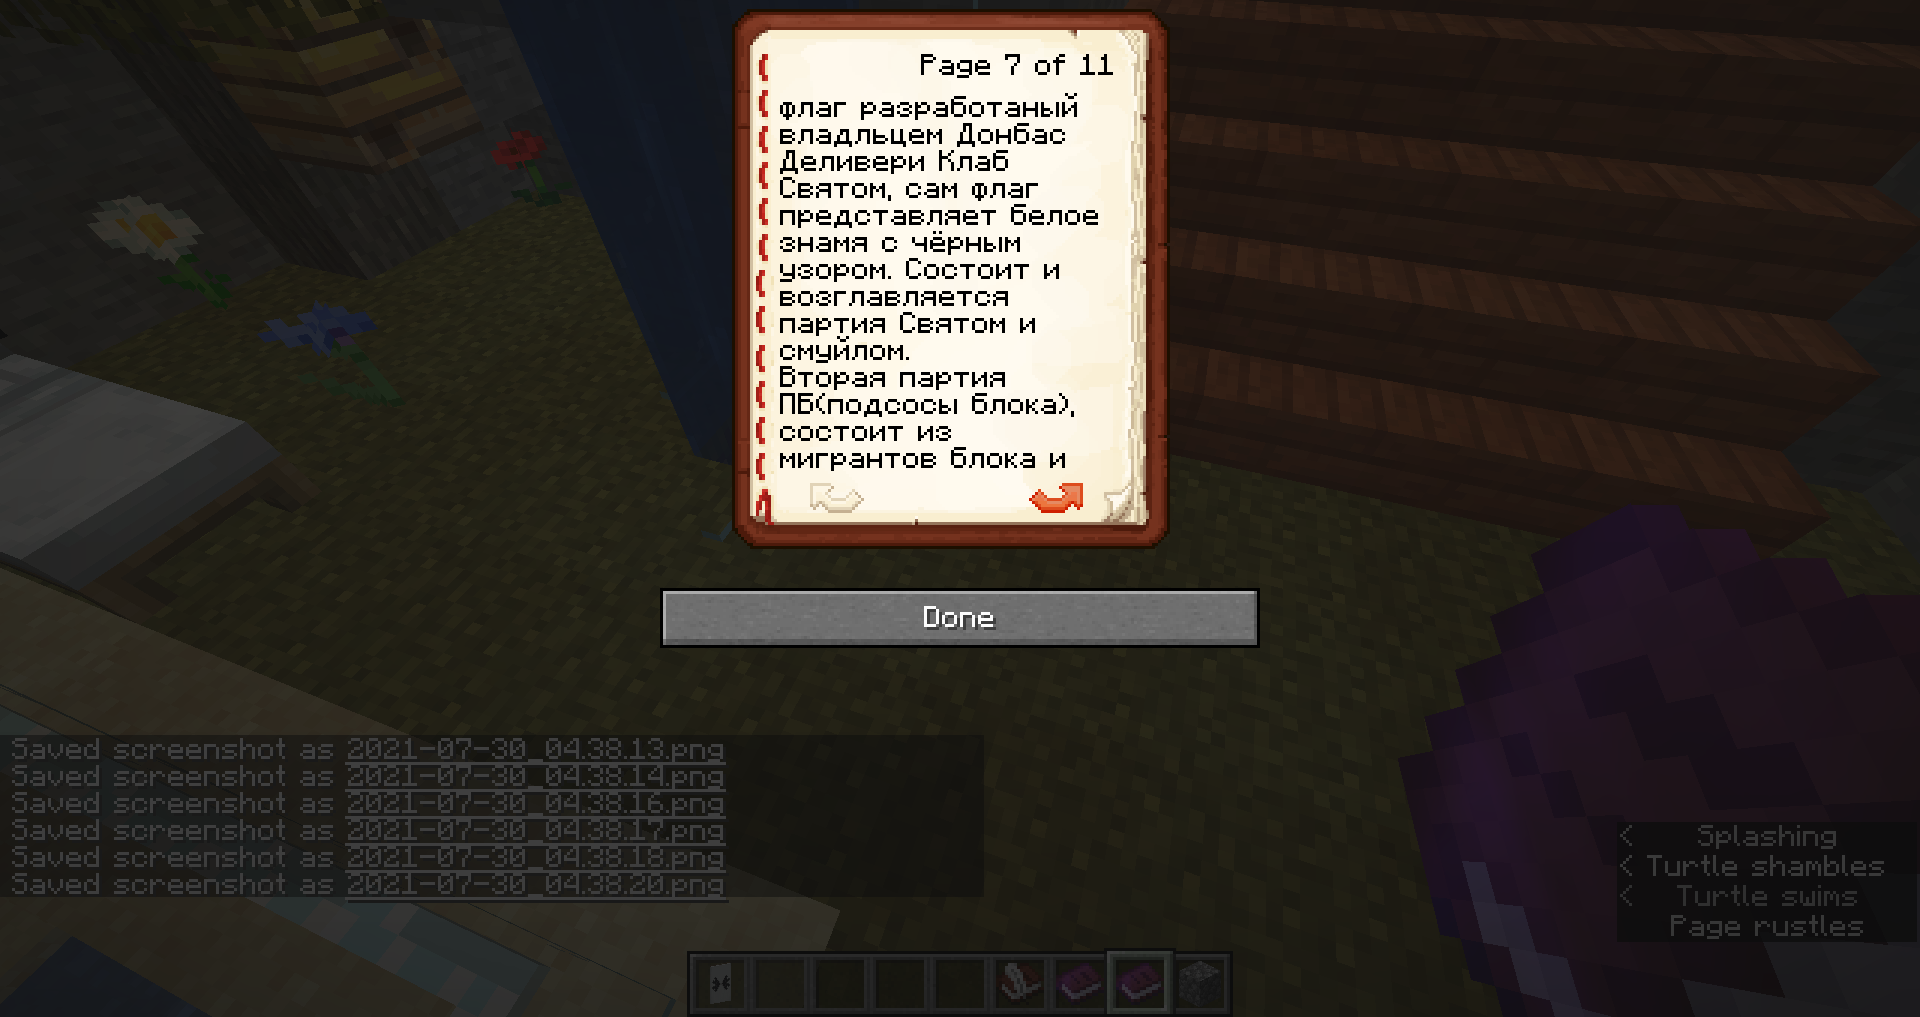 Page 7 of 11
флаг разработаный
владльцем Донбас
Деливери Клаб
Святом, сам флаг
представляет белое
знамя с чёрным
узором. Состоит и
возглавляется
партия Святом и
смуйлом.
Вторая партия
ПБ(подсосы блока),
состоит из
мигрантов блока и
Done
Saved screenshot as 2021-07-30_04.38.13.png
Saved screenshot as 2021-07-30_04.38.14.png
Saved screenshot as 2021-07-30_04.38.16.png
Saved screenshot as 2021-07-30_04.38.17.png
Saved screenshot as 2021-07-30_04.38.18.png
Saved screenshot as 2021-07-30_04.38.20.png
< Splashing
< Turtle shambles
< Turtle swims
Page rustles